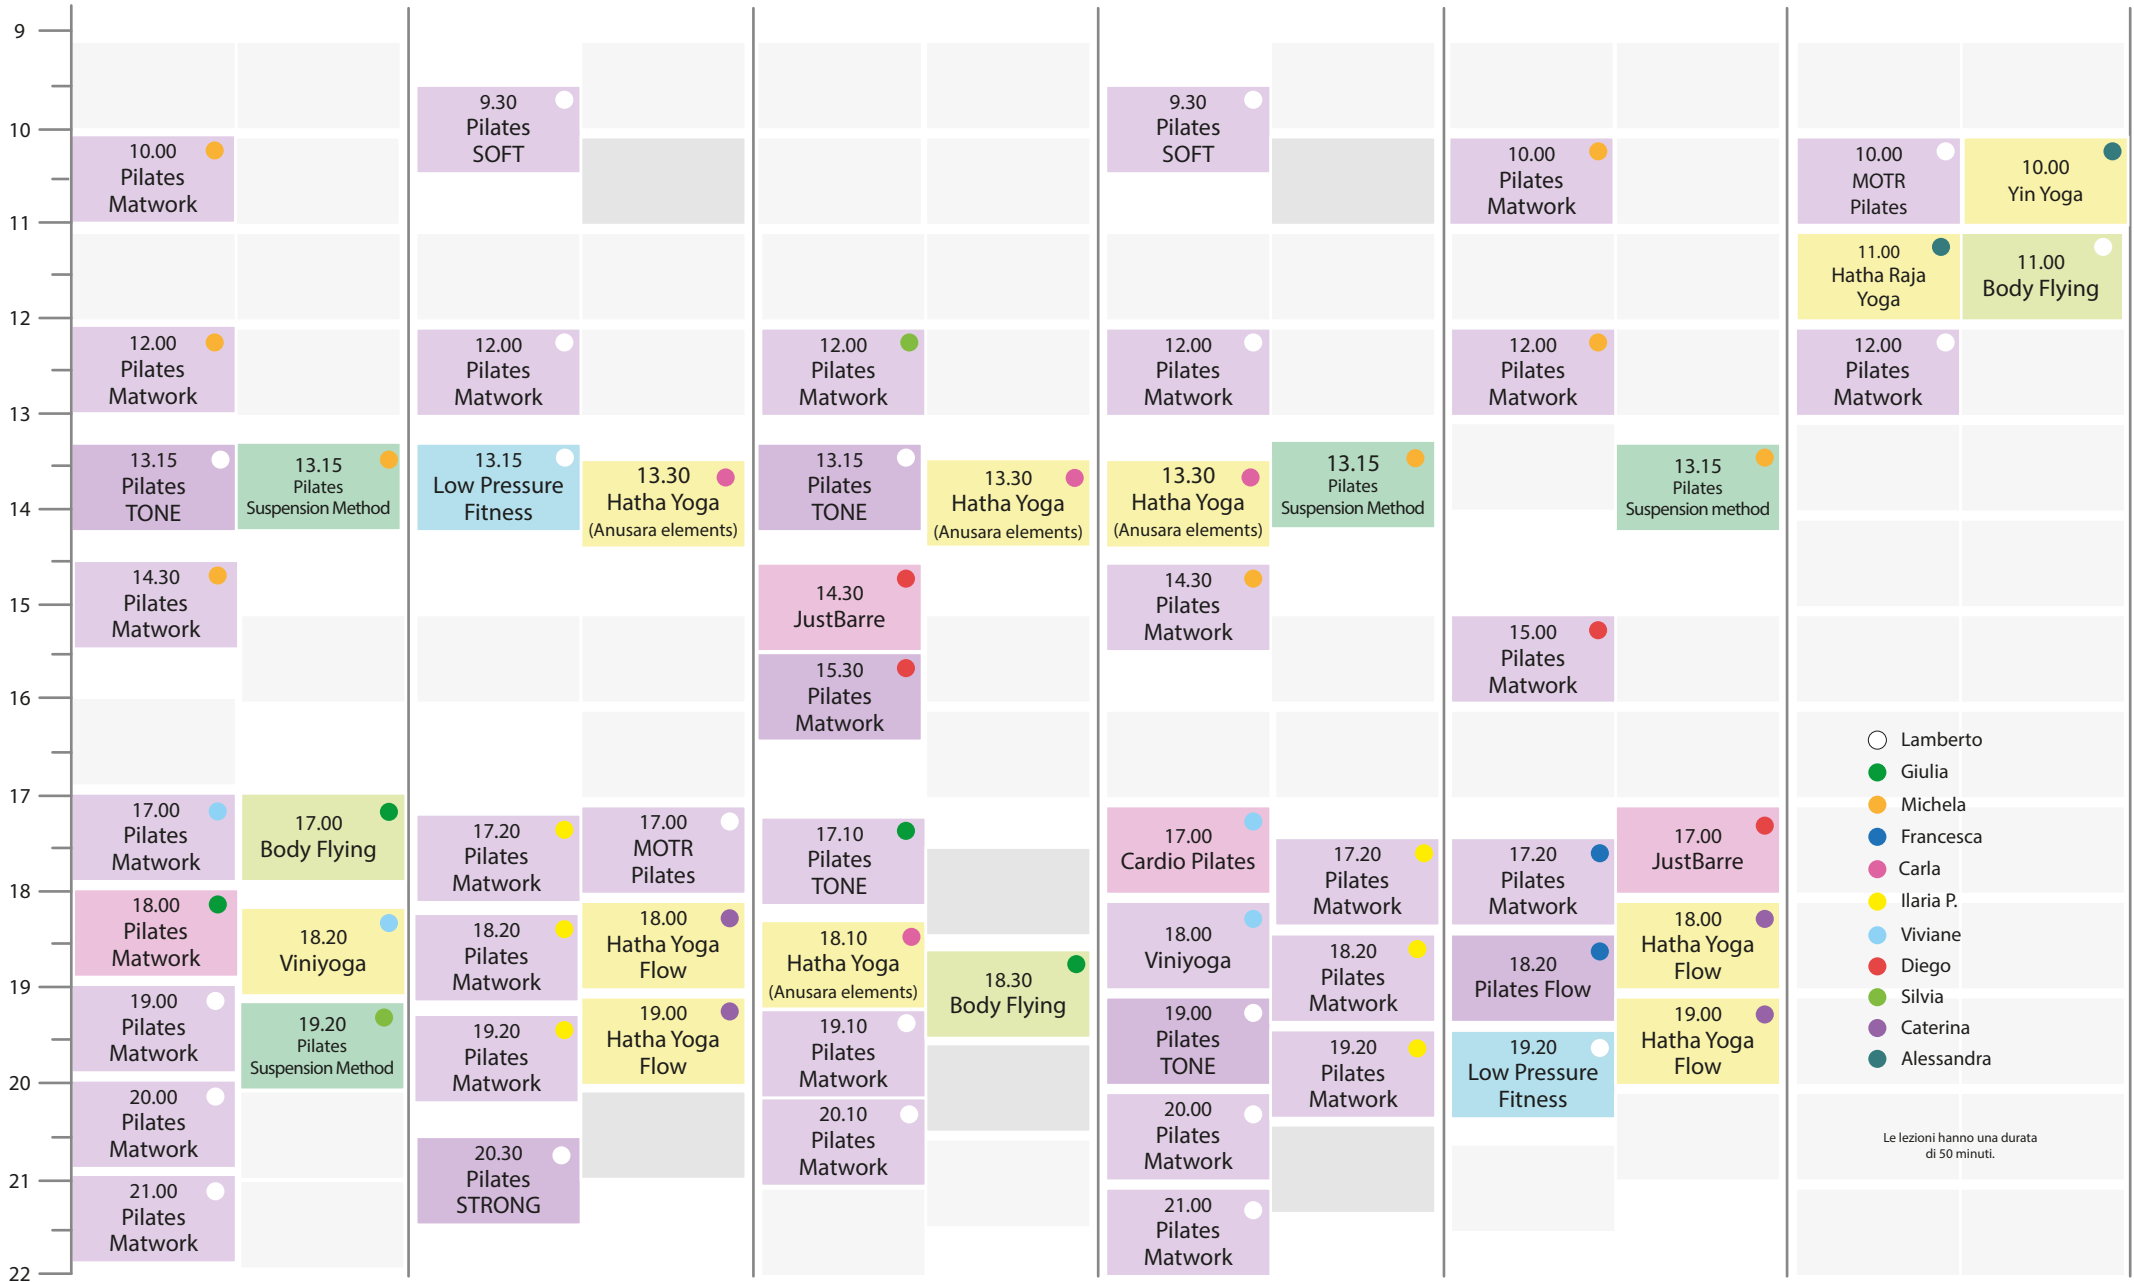 9
10
11
12
13
14
15
16
17
18
19
20
21
22
10.00
Pilates
Matwork
12.00
Pilates
Matwork
13.15
Pilates
TONE
14.30
Pilates
Matwork
17.00
Pilates
Matwork
18.00
Pilates
Matwork
19.00
Pilates
Matwork
20.00
Pilates
Matwork
21.00
Pilates
Matwork
13.15
Pilates
Suspension Method
17.00
Body Flying
18.20
Viniyoga
19.20
Pilates
Suspension Method
9.30
Pilates
SOFT
12.00
Pilates
Matwork
13.15
Low Pressure
Fitness
17.20
Pilates
Matwork
18.20
Pilates
Matwork
19.20
Pilates
Matwork
20.30
Pilates
STRONG
13.30
Hatha Yoga
(Anusara elements)
17.00
MOTR
Pilates
18.00
Hatha Yoga
Flow
19.00
Hatha Yoga
Flow
12.00
Pilates
Matwork
13.15
Pilates
TONE
14.30
JustBarre
15.30
Pilates
Matwork
17.10
Pilates
TONE
18.10
Hatha Yoga
(Anusara elements)
19.10
Pilates
Matwork
20.10
Pilates
Matwork
13.30
Hatha Yoga
(Anusara elements)
18.30
Body Flying
9.30
Pilates
SOFT
12.00
Pilates
Matwork
13.30
Hatha Yoga
(Anusara elements)
14.30
Pilates
Matwork
17.00
Cardio Pilates
18.00
Viniyoga
19.00
Pilates
TONE
20.00
Pilates
Matwork
21.00
Pilates
Matwork
13.15
Pilates
Suspension Method
17.20
Pilates
Matwork
18.20
Pilates
Matwork
19.20
Pilates
Matwork
10.00
Pilates
Matwork
12.00
Pilates
Matwork
15.00
Pilates
Matwork
17.20
Pilates
Matwork
18.20
Pilates Flow
19.20
Low Pressure
Fitness
13.15
Pilates
Suspension method
17.00
JustBarre
18.00
Hatha Yoga
Flow
19.00
Hatha Yoga
Flow
10.00
MOTR
Pilates
11.00
Hatha Raja
Yoga
12.00
Pilates
Matwork
10.00
Yin Yoga
11.00
Body Flying
Lamberto
Giulia
Michela
Francesca
Carla
Ilaria P.
Viviane
Diego
Silvia
Caterina
Alessandra
Le lezioni hanno una durata
di 50 minuti.